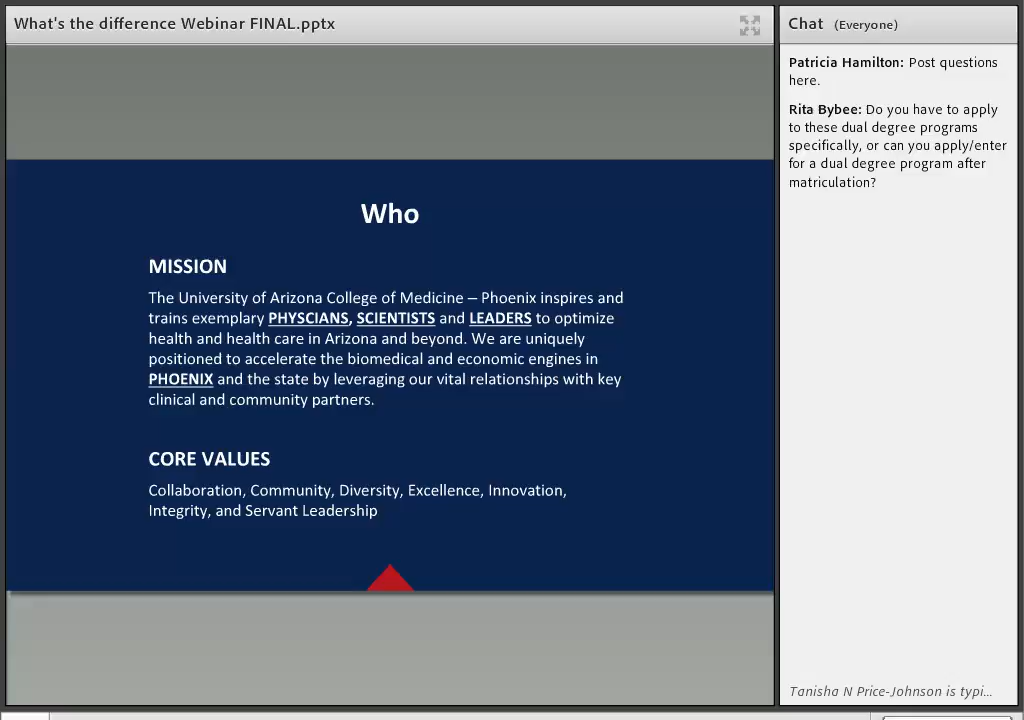 What's the difference Webinar FINAL.pptx
Who
MISSION
The University of Arizona College of Medicine – Phoenix inspires and
trains exemplary PHYSCIANS, SCIENTISTS and LEADERS to optimize
health and health care in Arizona and beyond. We are uniquely
positioned to accelerate the biomedical and economic engines in
PHOENIX and the state by leveraging our vital relationships with key
clinical and community partners.
CORE VALUES
Collaboration, Community, Diversity, Excellence, Innovation,
Integrity, and Servant Leadership
Chat (Everyone)
Patricia Hamilton: Post questions
here.
Rita Bybee: Do you have to apply
to these dual degree programs
specifically, or can you apply/enter
for a dual degree program after
matriculation?
Tanisha N Price-Johnson is typi...